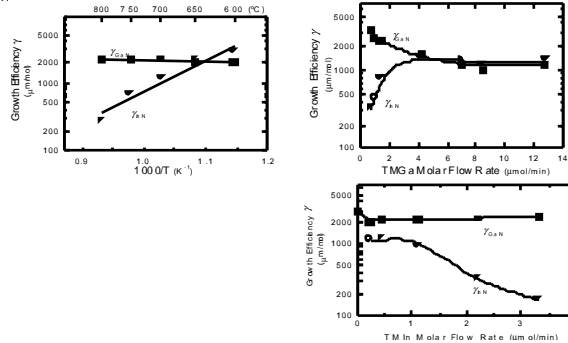 800 750 700 650 600 (ºC)
Growth Efficiency γ
(μm/mol)
5000
2000
1000
500
200
100
γGaN
γInN
0.9 1.0 1.1 1.2
1000/T (K⁻¹)
Growth Efficiency γ
(μm/mol)
5000
2000
1000
500
200
100
γGaN
γInN
0 2 4 6 8 10 12 14
TMGa Molar Flow Rate (μmol/min)
Growth Efficiency γ
(μm/mol)
5000
2000
1000
500
200
100
γGaN
γInN
0 1 2 3
TMIn Molar Flow Rate (μmol/min)